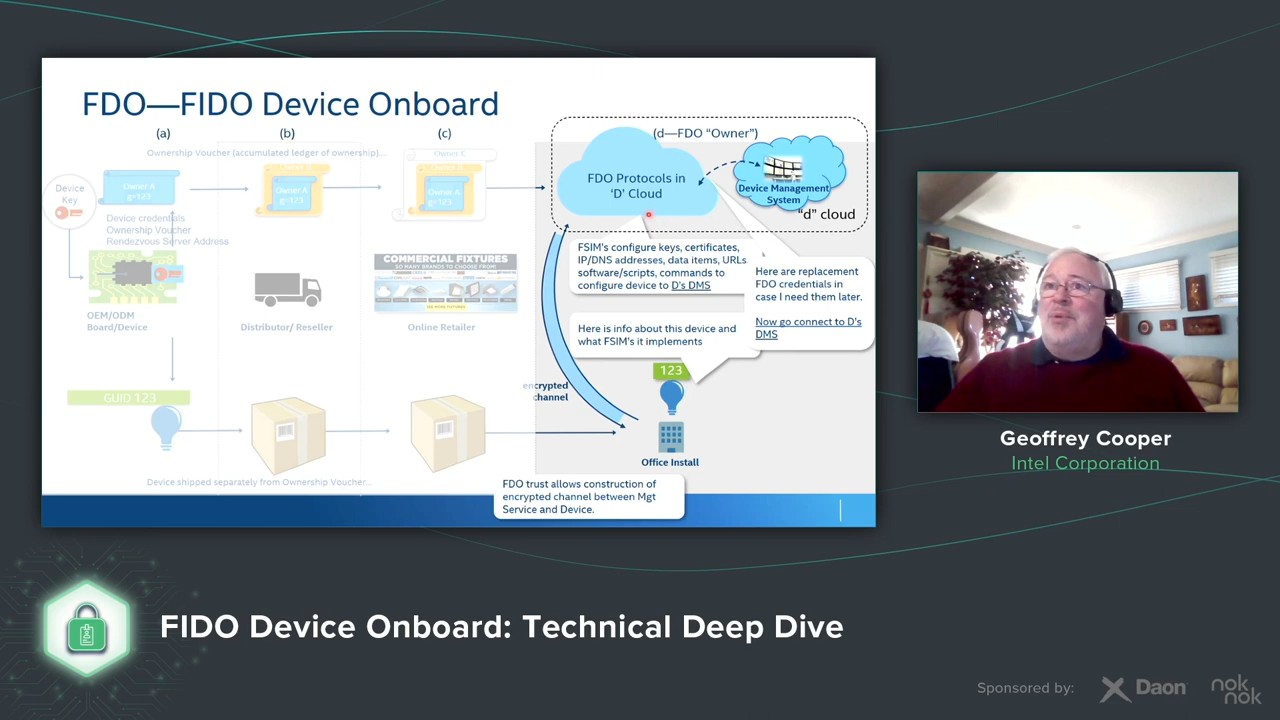 FDO—FIDO Device Onboard
(a)
(b)
(c)
(d—FDO “Owner”)
Ownership Voucher (accumulated ledger of ownership)...
Device
Key
Owner A
g=123
Owner A
g=123
Owner C
Owner A
g=123
FDO Protocols in
‘D’ Cloud
Device Management
System
“d” cloud
Device credentials
Ownership Voucher
Rendezvous Server Address
FSIM's configure keys, certificates,
IP/DNS addresses, data items, URLs
software/scripts, commands to
configure device to D's DMS
Here are replacement
FDO credentials in
case I need them later.
Now go connect to D's
DMS
COMMERCIAL FIXTURES
SO MANY BRANDS TO CHOOSE FROM!
OEM/ODM
Board/Device
Distributor/ Reseller
Online Retailer
Here is info about this device and
what FSIM's it implements
123
GUID 123
encrypted
channel
Office Install
Device shipped separately from Ownership Voucher...
FDO trust allows construction of
encrypted channel between Mgt
Service and Device.
Geoffrey Cooper
Intel Corporation
FIDO Device Onboard: Technical Deep Dive
Sponsored by:
Daon
nok
nok